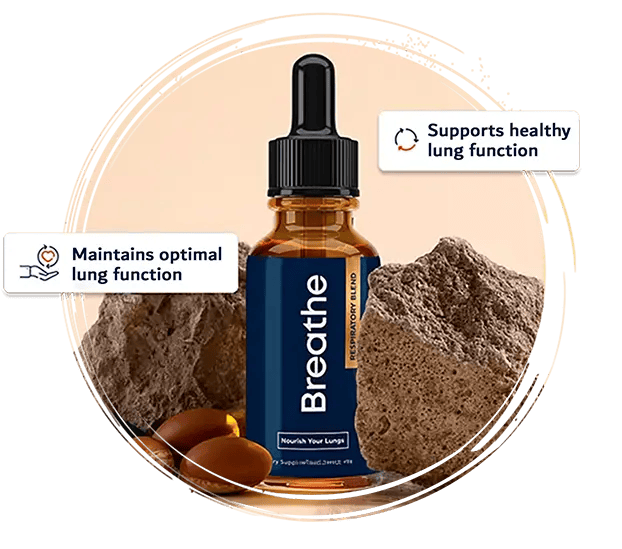 Supports healthy
lung function
Maintains optimal
lung function
Breathe
RESPIRATORY BLEND
Nourish Your Lungs